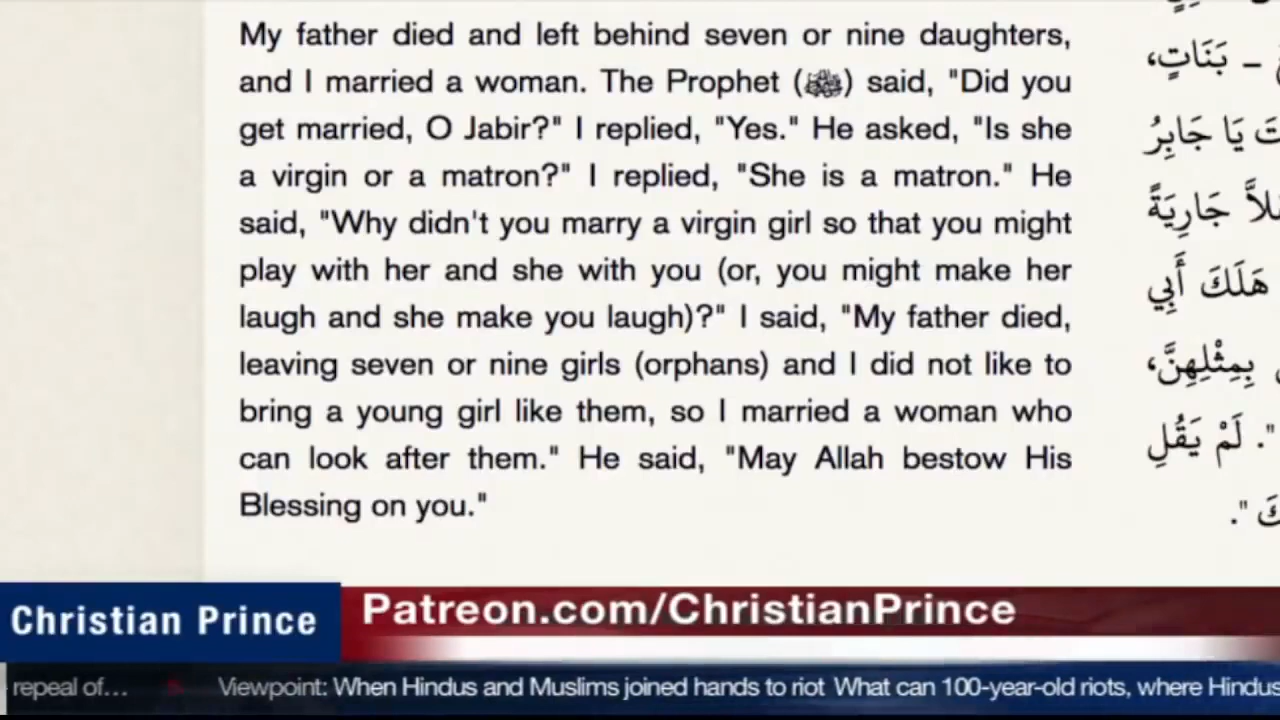 My father died and left behind seven or nine daughters,
and I married a woman. The Prophet (ﷺ) said, "Did you
get married, O Jabir?" I replied, "Yes." He asked, "Is she
a virgin or a matron?" I replied, "She is a matron." He
said, "Why didn't you marry a virgin girl so that you might
play with her and she with you (or, you might make her
laugh and she make you laugh)?" I said, "My father died,
leaving seven or nine girls (orphans) and I did not like to
bring a young girl like them, so I married a woman who
can look after them." He said, "May Allah bestow His
Blessing on you."
ـ بَنَاتٍ،
يَا جَابِرُ
جَارِيَةً
هَلَكَ أَبِي
بِمِثْلِهِنَّ،
". لَمْ يَقُلِ
Christian Prince
Patreon.com/ChristianPrince
repeal of... Viewpoint: When Hindus and Muslims joined hands to riot What can 100-year-old riots, where Hindus